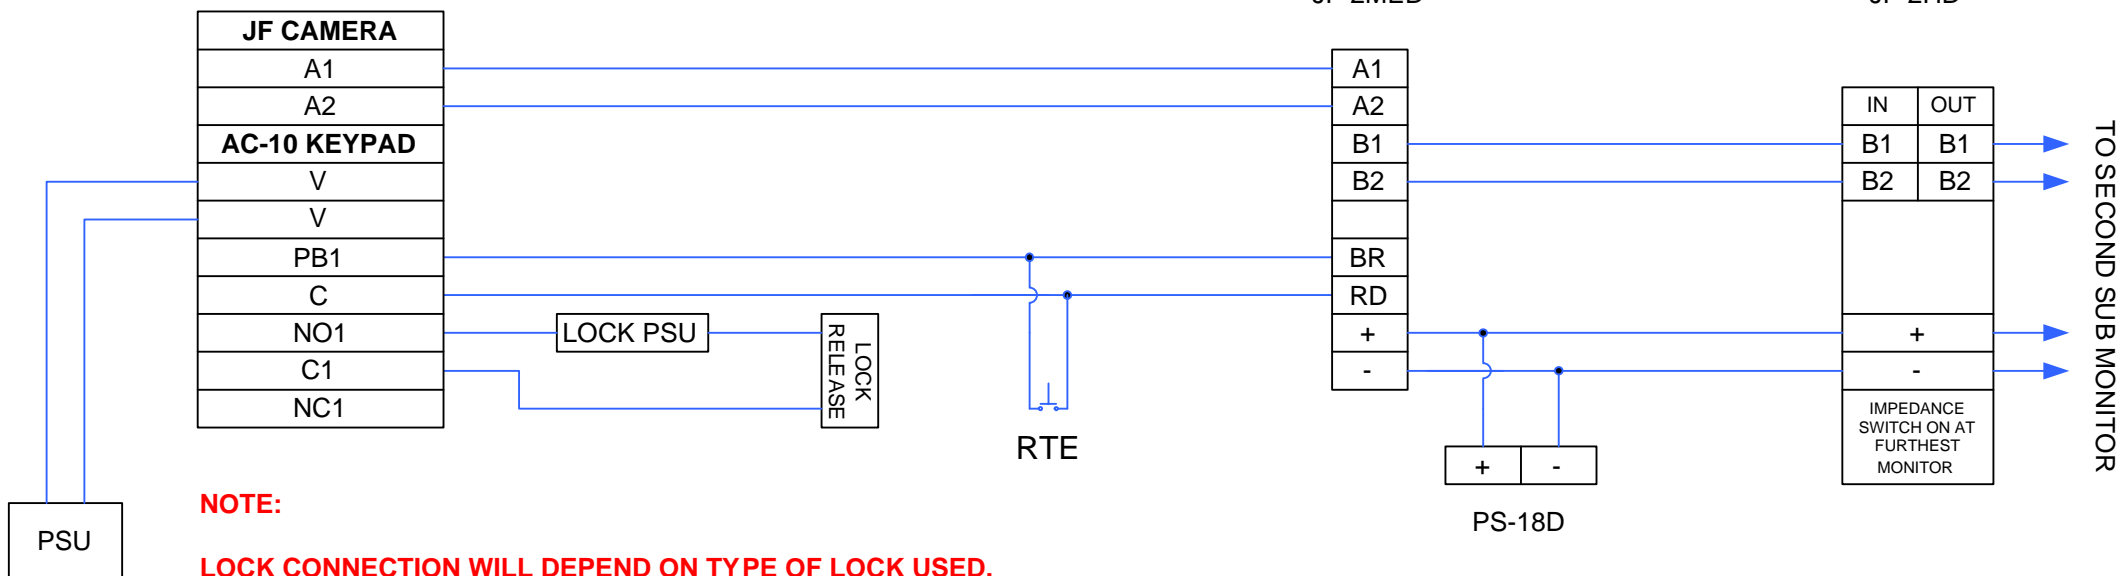 JF CAMERA
A1
A2
AC-10 KEYPAD
V
V
PB1
C
NO1
C1
NC1
LOCK PSU
LOCK
RELEASE
RTE
PSU
NOTE:
LOCK CONNECTION WILL DEPEND ON TYPE OF LOCK USED.
A1
A2
B1
B2
BR
RD
+
-
+ -
PS-18D
IN OUT
B1 B1
B2 B2
+
-
IMPEDANCE
SWITCH ON AT
FURTHEST
MONITOR
TO SECOND SUB MONITOR